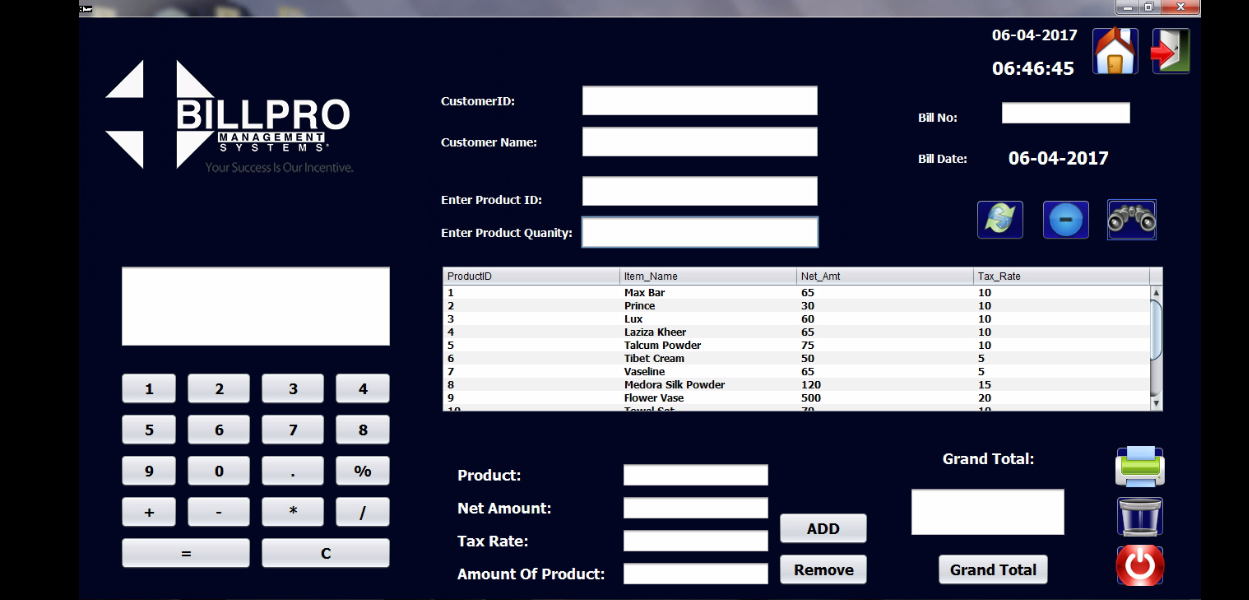 06-04-2017
06:46:45
BILLPRO
MANAGEMENT
SYSTEMS
Your Success Is Our Incentive.
CustomerID:
Customer Name:
Enter Product ID:
Enter Product Quanity:
Bill No:
Bill Date: 06-04-2017
ProductID Item_Name Net_Amt Tax_Rate
1 Max Bar 65 10
2 Prince 30 10
3 Lux 60 10
4 Laziza Kheer 65 10
5 Talcum Powder 75 10
6 Tibet Cream 50 5
7 Vaseline 65 5
8 Medora Silk Powder 120 15
9 Flower Vase 500 20
10 Towel Set 70 10
1 2 3 4
5 6 7 8
9 0 . %
+ - * /
= C
Product:
Net Amount:
Tax Rate:
Amount Of Product:
ADD
Remove
Grand Total:
Grand Total